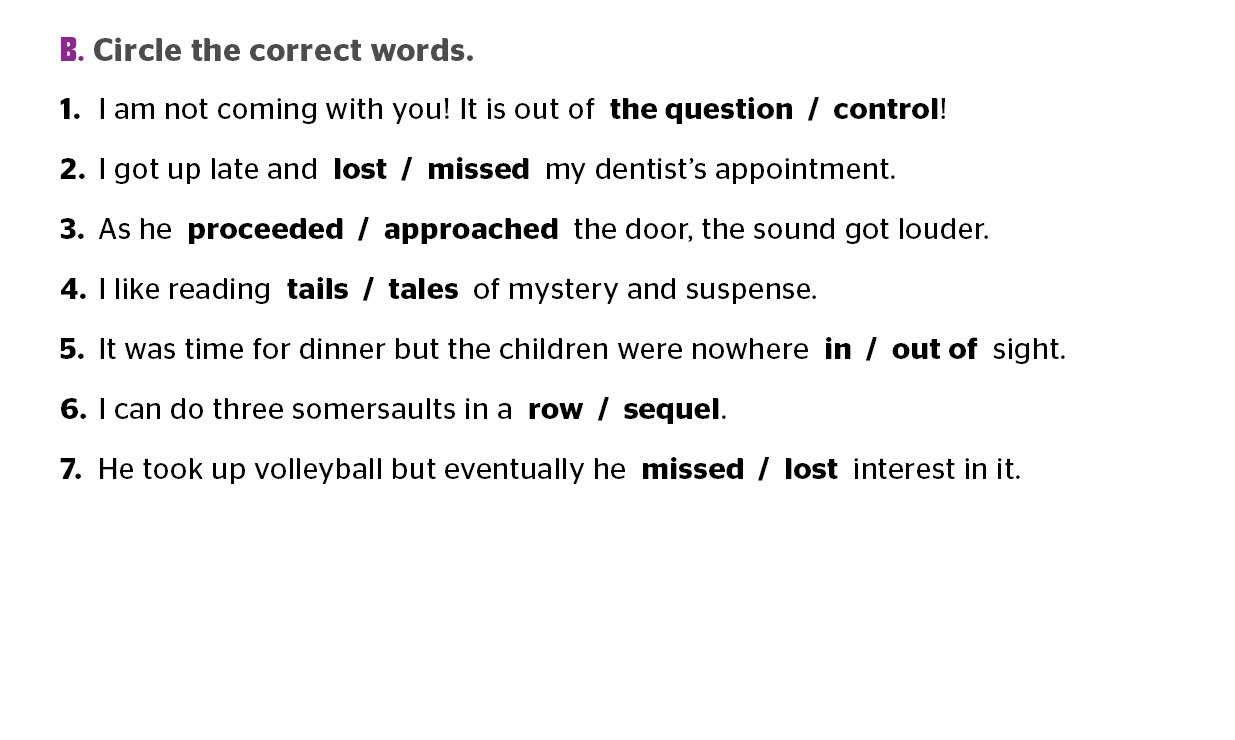 B. Circle the correct words.
1. I am not coming with you! It is out of the question / control!
2. I got up late and lost / missed my dentist’s appointment.
3. As he proceeded / approached the door, the sound got louder.
4. I like reading tails / tales of mystery and suspense.
5. It was time for dinner but the children were nowhere in / out of sight.
6. I can do three somersaults in a row / sequel.
7. He took up volleyball but eventually he missed / lost interest in it.